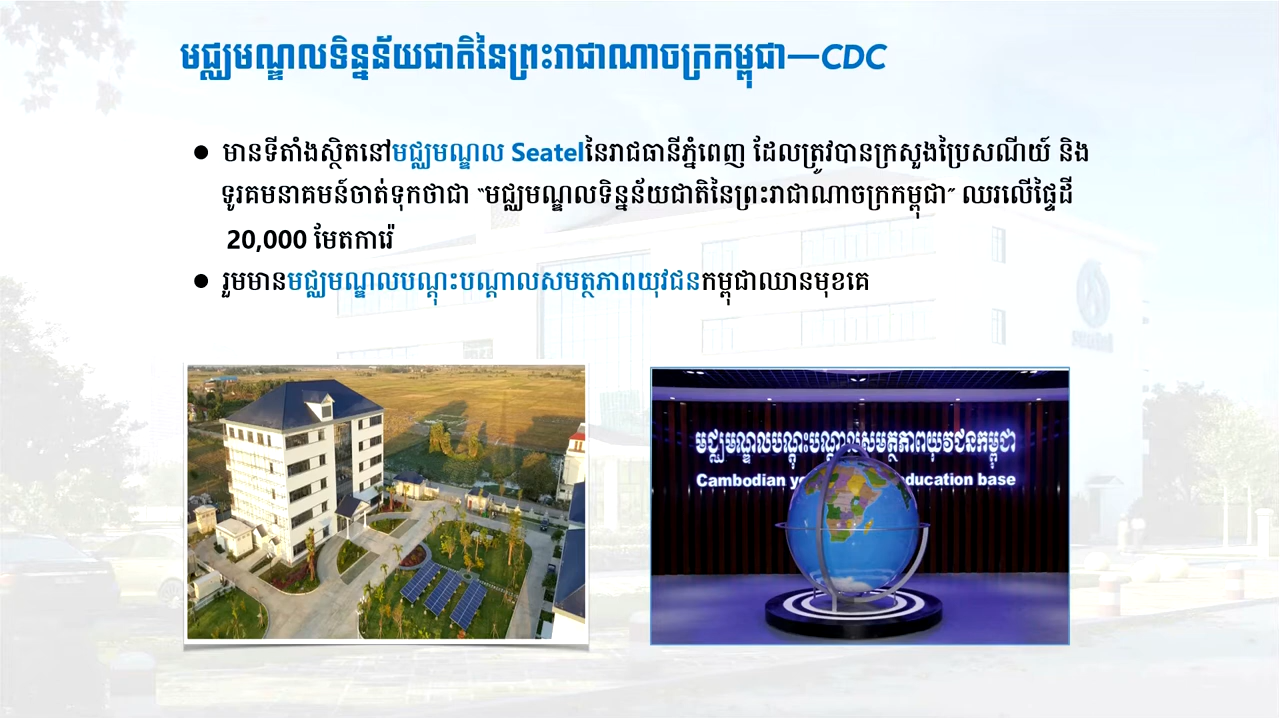 មជ្ឈមណ្ឌលទិន្នន័យជាតិនៃព្រះរាជាណាចក្រកម្ពុជា—CDC
● មានទីតាំងស្ថិតនៅមជ្ឈមណ្ឌល Seatelនៃរាជធានីភ្នំពេញ ដែលត្រូវបានក្រសួងប្រៃសណីយ៍ និង
ទូរគមនាគមន៍ចាត់ទុកថាជា “មជ្ឈមណ្ឌលទិន្នន័យជាតិនៃព្រះរាជាណាចក្រកម្ពុជា” ឈរលើផ្ទៃដី
20,000 មែតការ៉េ
● រួមមានមជ្ឈមណ្ឌលបណ្តុះបណ្តាលសមត្ថភាពយុវជនកម្ពុជាឈានមុខគេ
មជ្ឈមណ្ឌលបណ្តុះបណ្តាលសមត្ថភាពយុវជនកម្ពុជា
Cambodian education base